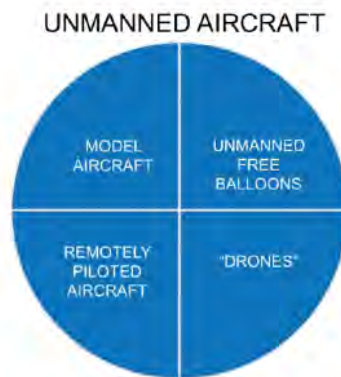 UNMANNED AIRCRAFT
MODEL
AIRCRAFT
UNMANNED
FREE
BALLOONS
REMOTELY
PILOTED
AIRCRAFT
"DRONES"